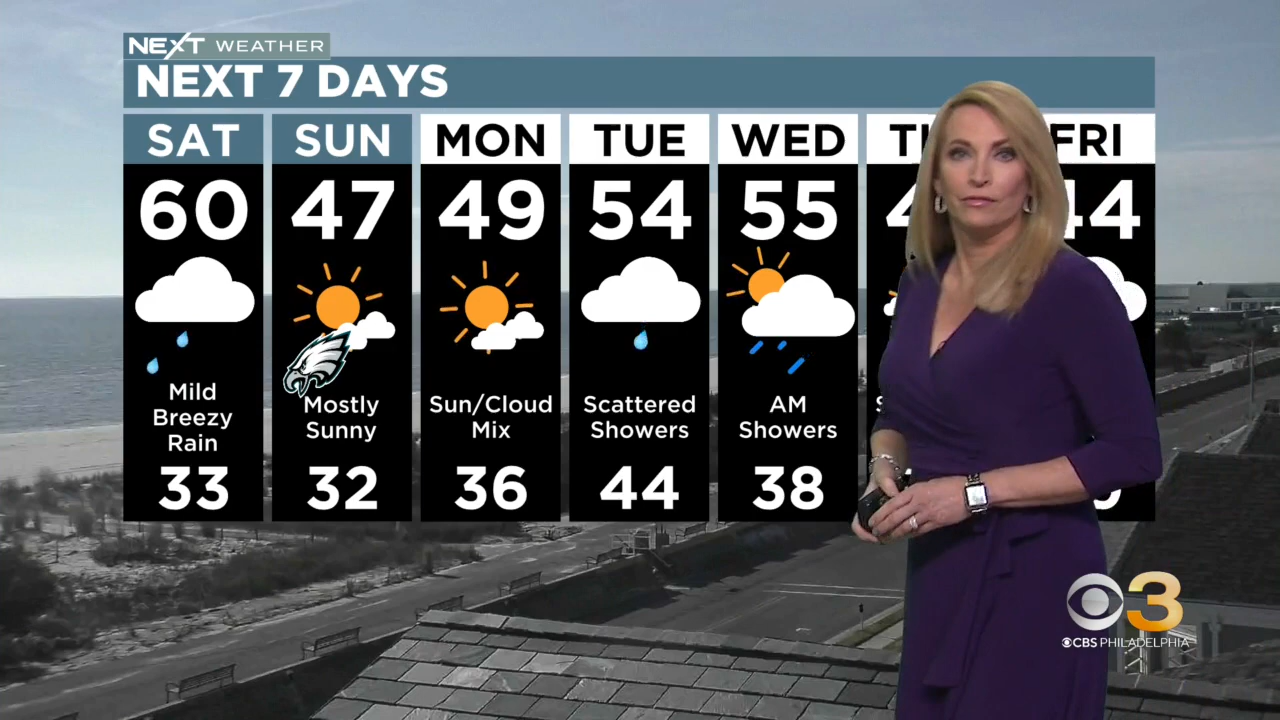 NEXT WEATHER
NEXT 7 DAYS
SAT
60
Mild
Breezy
Rain
33
SUN
47
Mostly
Sunny
32
MON
49
Sun/Cloud
Mix
36
TUE
54
Scattered
Showers
44
WED
55
AM
Showers
38
FRI
44
3
CBS PHILADELPHIA